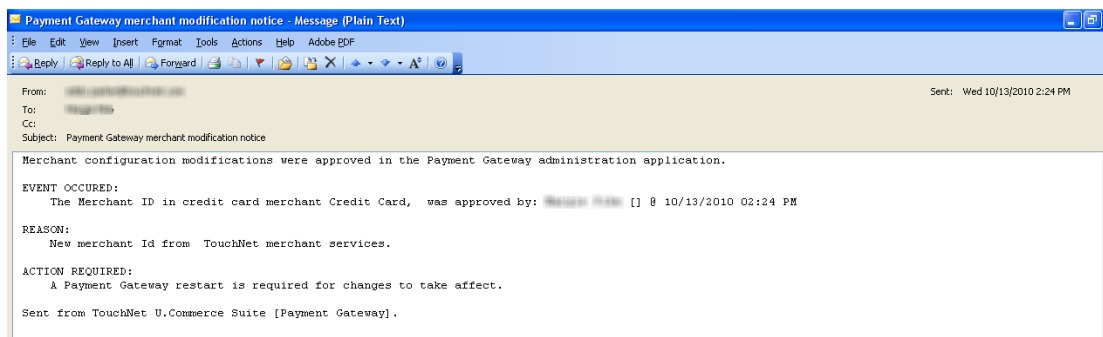 Payment Gateway merchant modification notice - Message (Plain Text)
File Edit View Insert Format Tools Actions Help Adobe PDF
Reply Reply to All Forward
From: Sent: Wed 10/13/2010 2:24 PM
To:
Cc:
Subject: Payment Gateway merchant modification notice
Merchant configuration modifications were approved in the Payment Gateway administration application.
EVENT OCCURED:
The Merchant ID in credit card merchant Credit Card, was approved by: [] @ 10/13/2010 02:24 PM
REASON:
New merchant Id from TouchNet merchant services.
ACTION REQUIRED:
A Payment Gateway restart is required for changes to take affect.
Sent from TouchNet U.Commerce Suite [Payment Gateway].